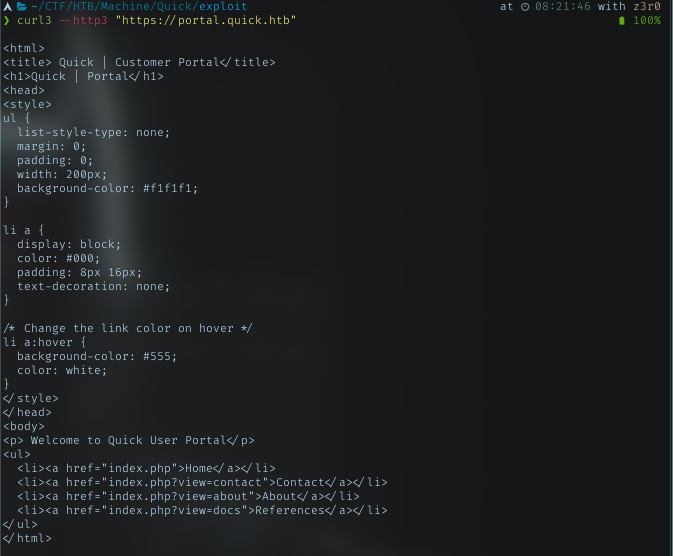 ~/CTF/HTB/Machine/Quick/exploit at 08:21:46 with z3r0
❯ curl3 --http3 "https://portal.quick.htb" 100%
<html>
<title> Quick | Customer Portal</title>
<h1>Quick | Portal</h1>
<head>
<style>
ul {
  list-style-type: none;
  margin: 0;
  padding: 0;
  width: 200px;
  background-color: #f1f1f1;
}
li a {
  display: block;
  color: #000;
  padding: 8px 16px;
  text-decoration: none;
}
/* Change the link color on hover */
li a:hover {
  background-color: #555;
  color: white;
}
</style>
</head>
<body>
<p> Welcome to Quick User Portal</p>
<ul>
  <li><a href="index.php">Home</a></li>
  <li><a href="index.php?view=contact">Contact</a></li>
  <li><a href="index.php?view=about">About</a></li>
  <li><a href="index.php?view=docs">References</a></li>
</ul>
</html>